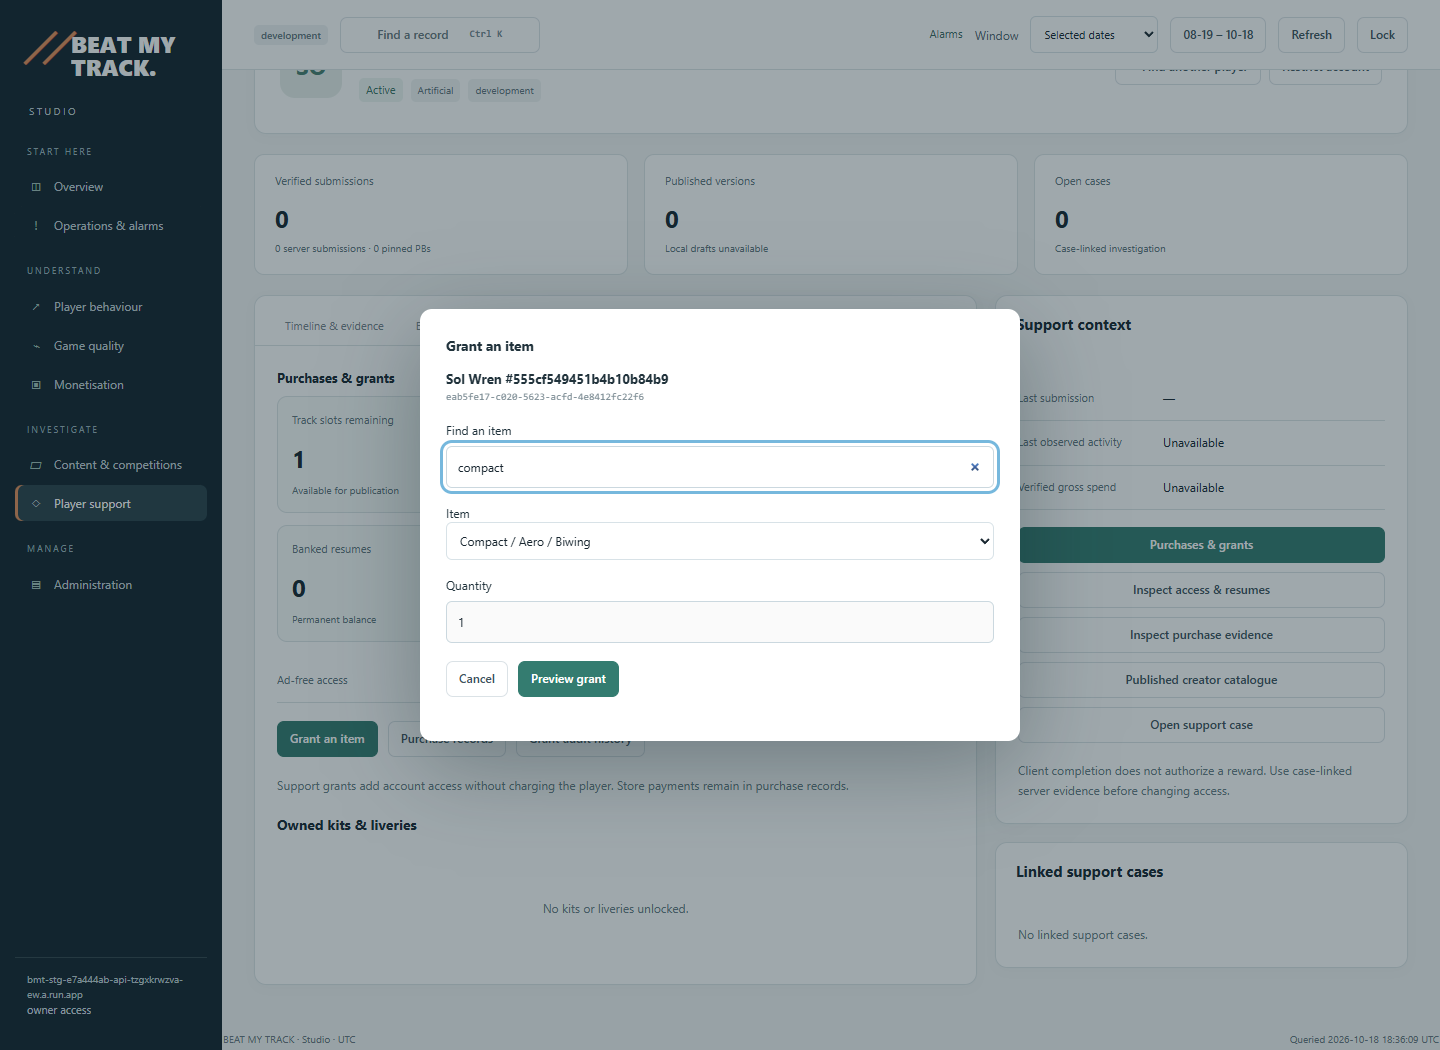 BEAT MY
TRACK.
STUDIO
START HERE
Overview
! Operations & alarms
UNDERSTAND
Player behaviour
Game quality
Monetisation
INVESTIGATE
Content & competitions
Player support
MANAGE
Administration
bmt-stg-e7a444ab-api-tzgxkrwzva-
ew.a.run.app
owner access
development
Find a record Ctrl K
Alarms
Window
Selected dates
08-19 – 10-18
Refresh
Lock
Active
Artificial
development
Verified submissions
0
0 server submissions · 0 pinned PBs
Published versions
0
Local drafts unavailable
Open cases
0
Case-linked investigation
Timeline & evidence
Purchases & grants
Track slots remaining
1
Available for publication
Banked resumes
0
Permanent balance
Ad-free access
Grant an item
Support grants add account access without charging the player. Store payments remain in purchase records.
Owned kits & liveries
No kits or liveries unlocked.
Grant an item
Sol Wren #555cf549451b4b10b84b9
eab5fe17-c020-5623-acfd-4e8412fc22f6
Find an item
compact
Item
Compact / Aero / Biwing
Quantity
1
Cancel
Preview grant
Support context
Last submission —
Last observed activity Unavailable
Verified gross spend Unavailable
Purchases & grants
Inspect access & resumes
Inspect purchase evidence
Published creator catalogue
Open support case
Client completion does not authorize a reward. Use case-linked
server evidence before changing access.
Linked support cases
No linked support cases.
BEAT MY TRACK · Studio · UTC
Queried 2026-10-18 18:36:09 UTC